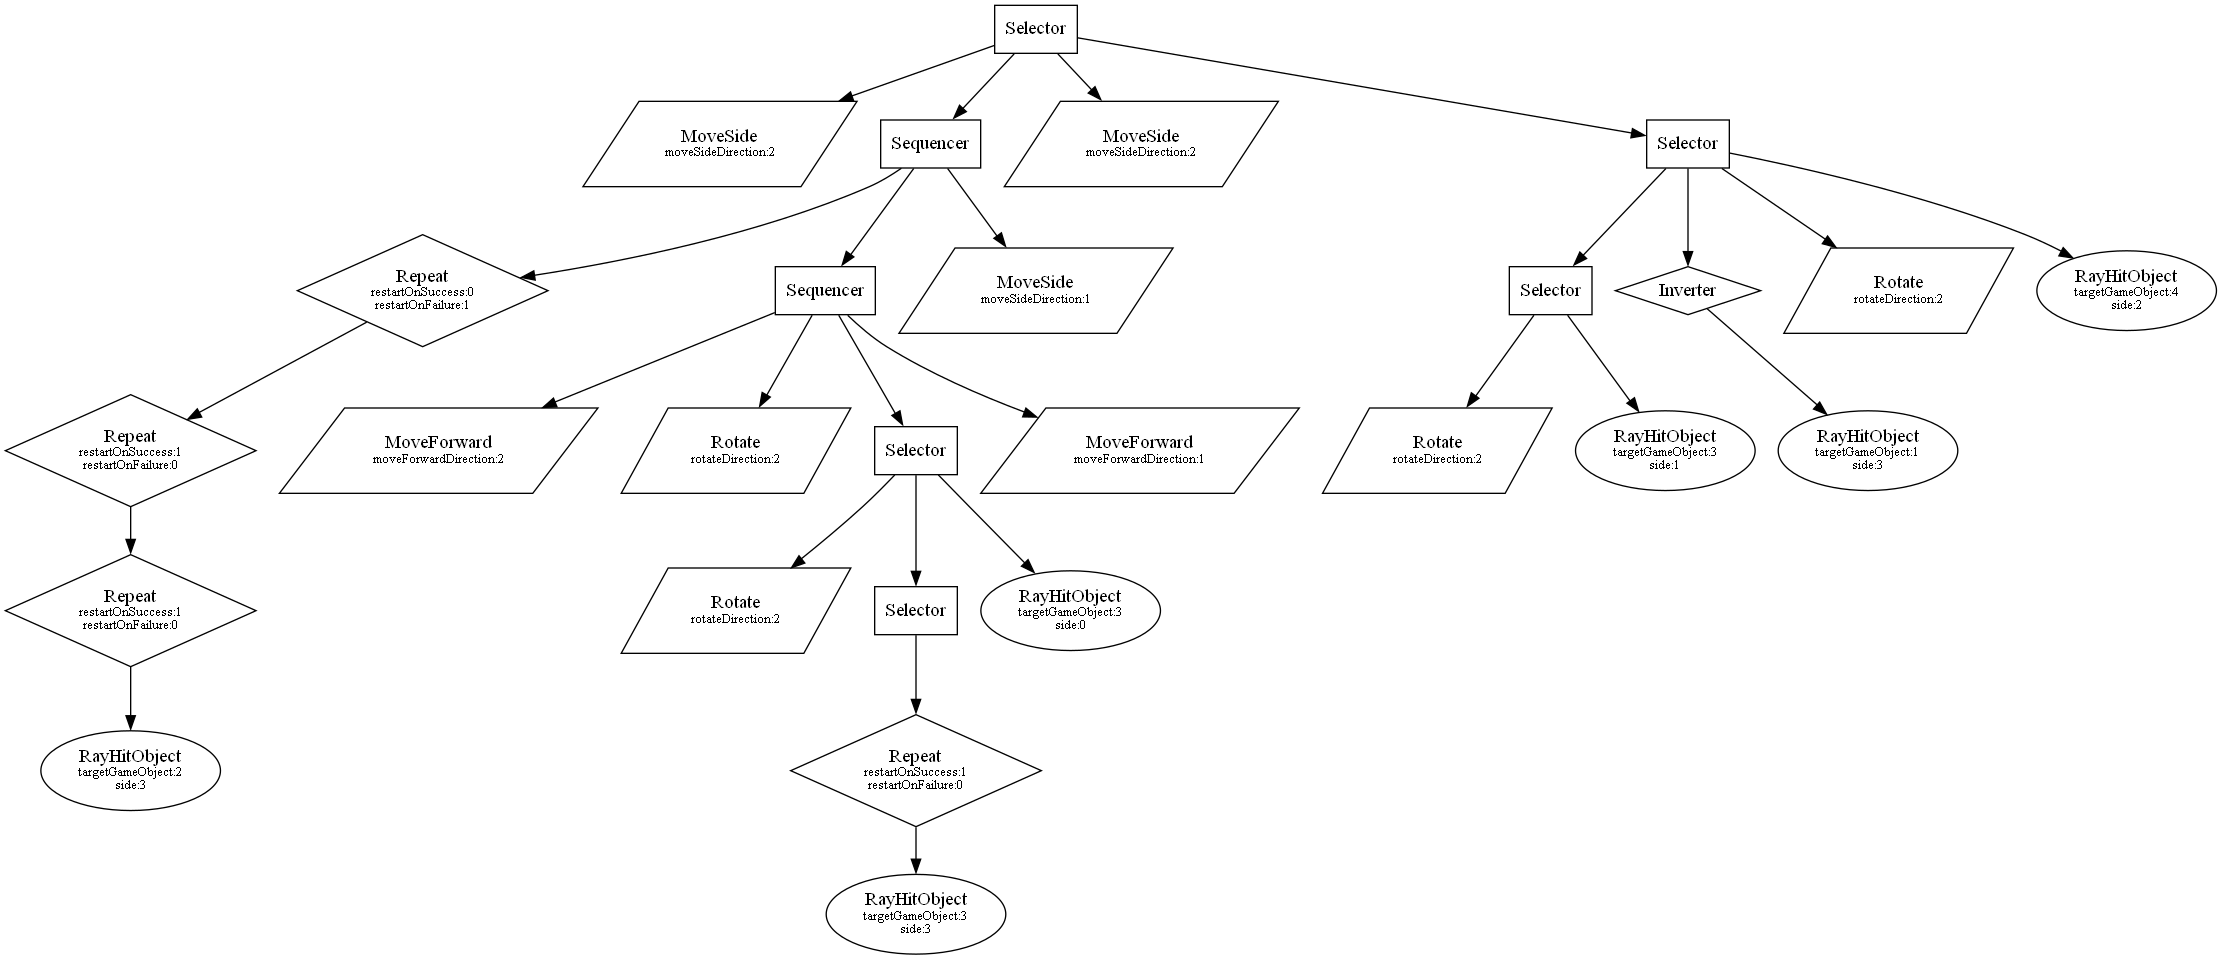 Selector
MoveSide
moveSideDirection:2
Sequencer
MoveSide
moveSideDirection:2
Selector
Repeat
restartOnSuccess:0
restartOnFailure:1
Sequencer
MoveSide
moveSideDirection:1
Selector
Inverter
Rotate
rotateDirection:2
RayHitObject
targetGameObject:4
side:2
Repeat
restartOnSuccess:1
restartOnFailure:0
MoveForward
moveForwardDirection:2
Rotate
rotateDirection:2
Selector
MoveForward
moveForwardDirection:1
Rotate
rotateDirection:2
RayHitObject
targetGameObject:3
side:1
RayHitObject
targetGameObject:1
side:3
Repeat
restartOnSuccess:1
restartOnFailure:0
Rotate
rotateDirection:2
Selector
RayHitObject
targetGameObject:3
side:0
RayHitObject
targetGameObject:2
side:3
Repeat
restartOnSuccess:1
restartOnFailure:0
RayHitObject
targetGameObject:3
side:3